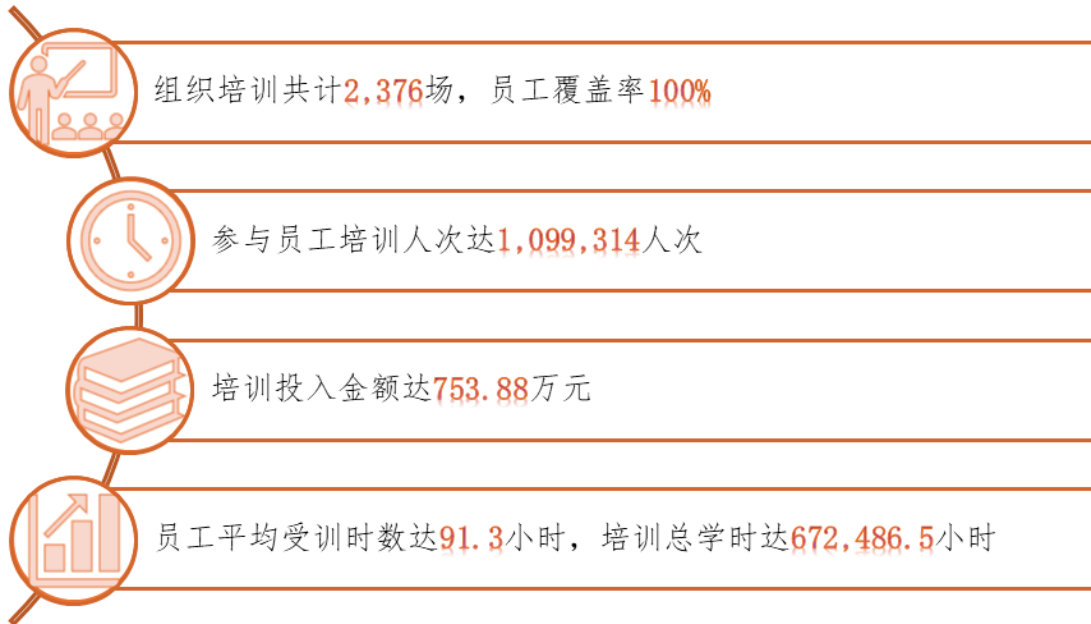 组织培训共计2,376场，员工覆盖率100%
参与员工培训人次达1,099,314人次
培训投入金额达753.88万元
员工平均受训时数达91.3小时，培训总学时达672,486.5小时